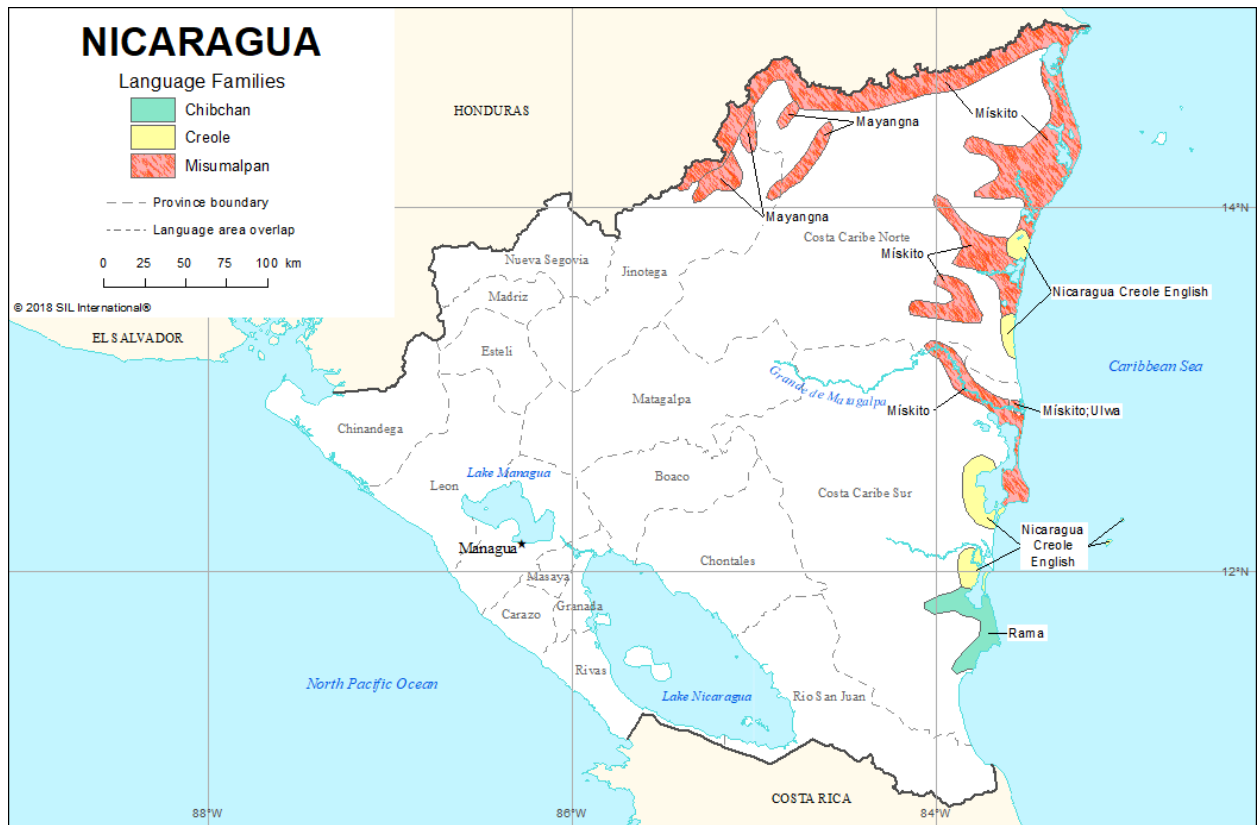 NICARAGUA
Language Families
Chibchan
Creole
Misumalpan
Province boundary
Language area overlap
0 25 50 75 100 km
© 2018 SIL International®
HONDURAS
EL SALVADOR
Mískito
Mayangna
Mayangna
14°N
Costa Caribe Norte
Mískito
Nueva Segovia
Jinotega
Madriz
Nicaragua Creole English
Esteli
Caribbean Sea
Grande de Matagalpa
Matagalpa
Mískito
Mískito;Ulwa
Chinandega
Lake Managua
Boaco
Leon
Costa Caribe Sur
Nicaragua
Creole
English
Managua
Chontales
12°N
Masaya
Granada
Carazo
Rama
Rivas
North Pacific Ocean
Lake Nicaragua
Rio San Juan
COSTA RICA
88°W
86°W
84°W